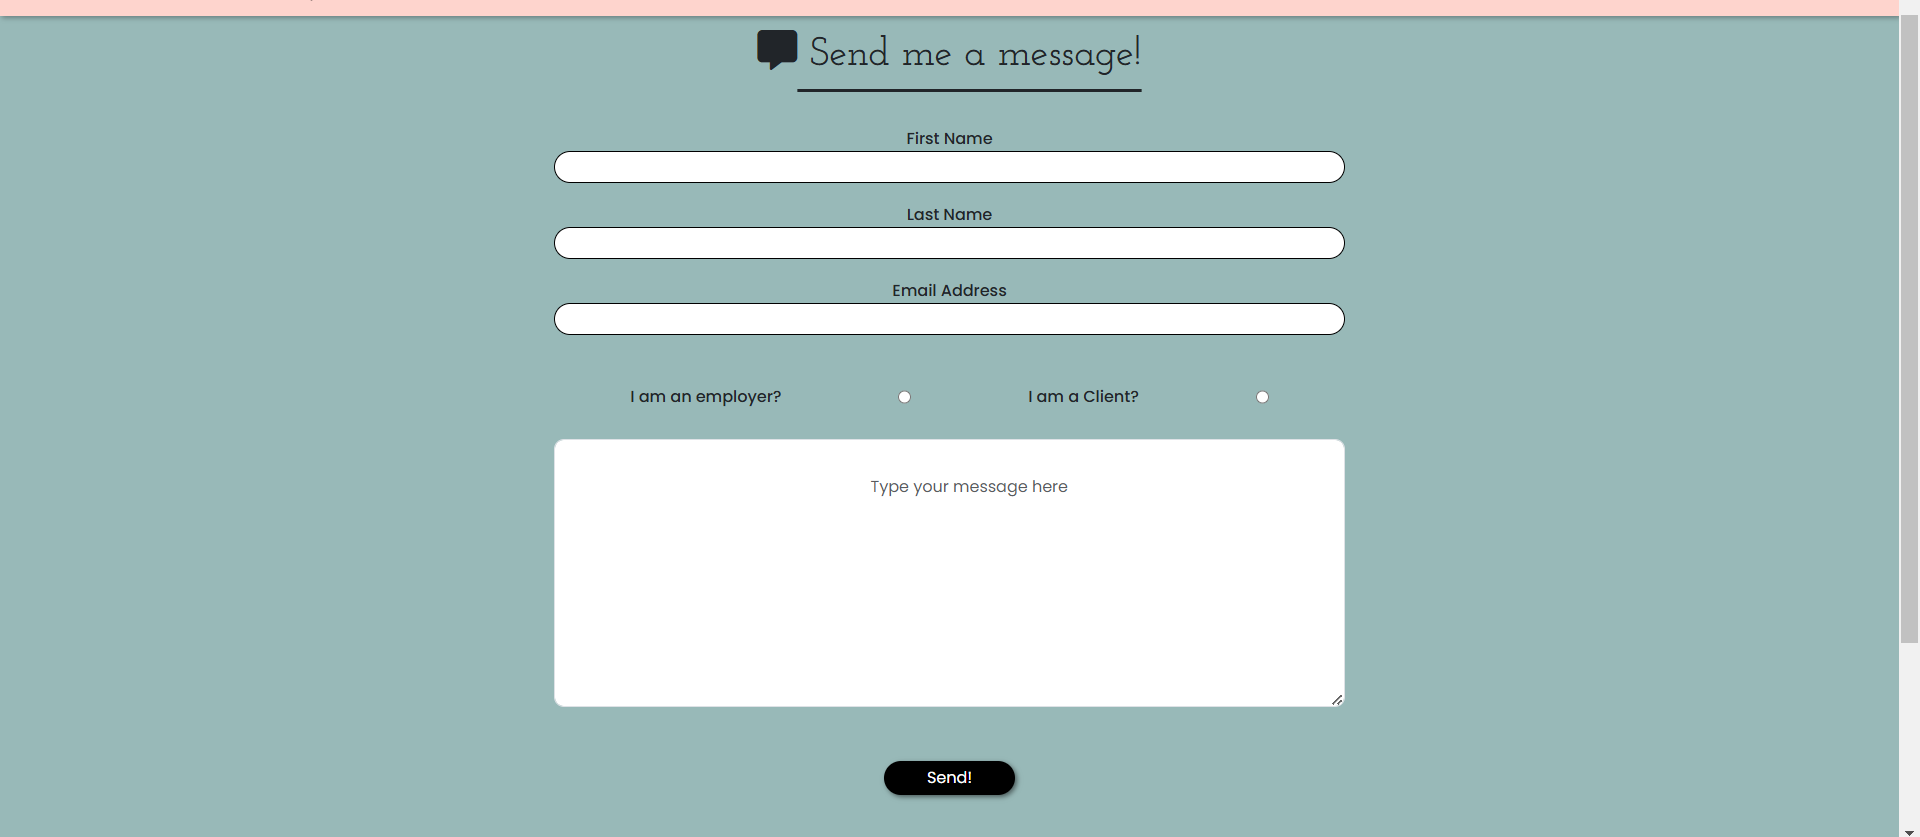 Send me a message!
First Name
Last Name
Email Address
I am an employer? I am a Client?
Type your message here
Send!